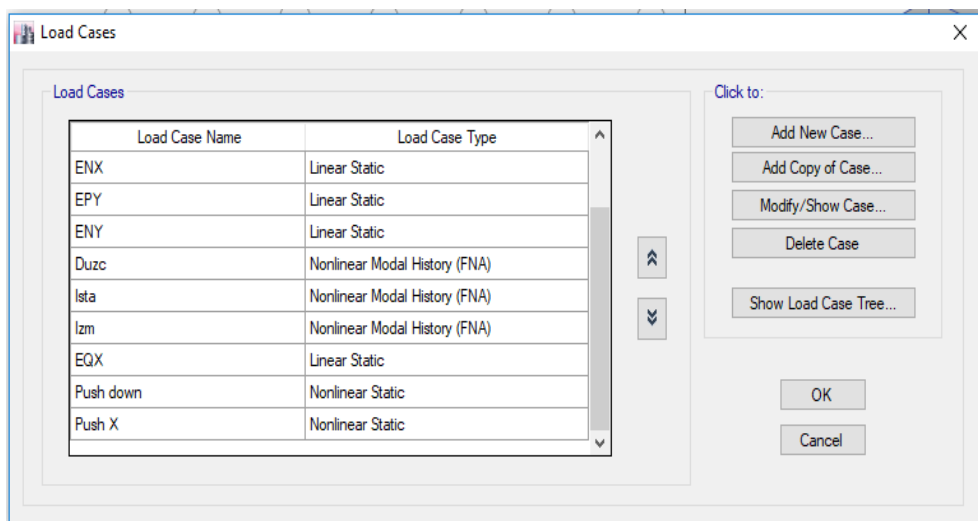 Load Cases
Load Cases
Click to:
Load Case Name Load Case Type
ENX Linear Static
EPY Linear Static
ENY Linear Static
Duzc Nonlinear Modal History (FNA)
Ista Nonlinear Modal History (FNA)
Izm Nonlinear Modal History (FNA)
EQX Linear Static
Push down Nonlinear Static
Push X Nonlinear Static
Add New Case...
Add Copy of Case...
Modify/Show Case...
Delete Case
Show Load Case Tree...
OK
Cancel